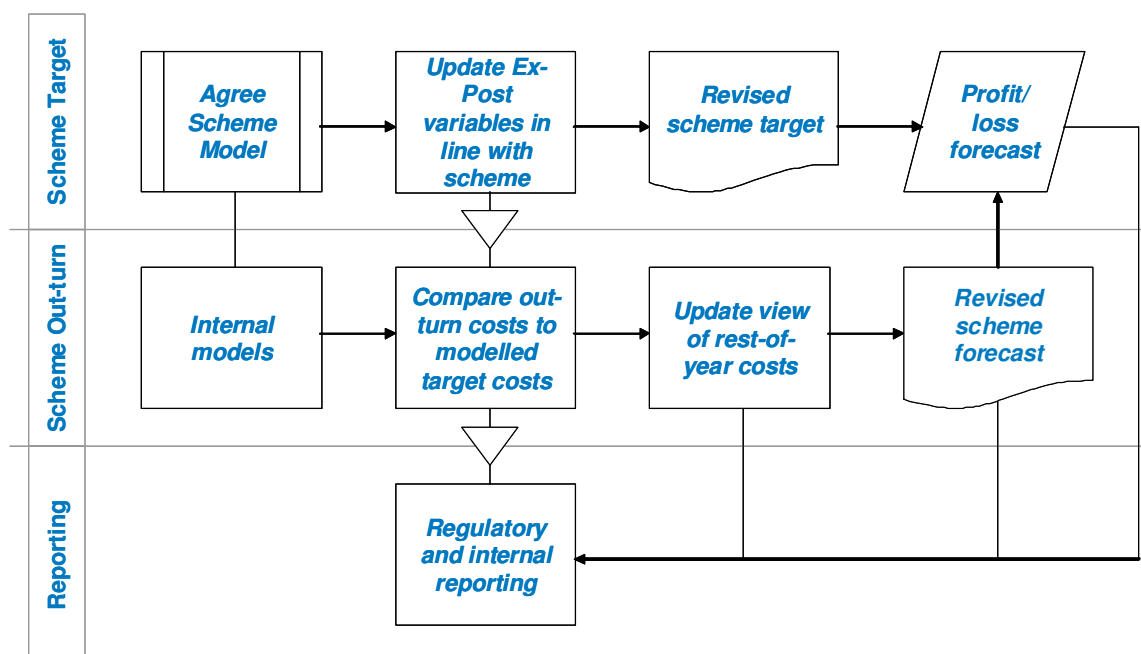 Scheme Target
Agree
Scheme
Model
Update Ex-
Post
variables in
line with
scheme
Revised
scheme target
Profit/
loss
forecast
Scheme Out-turn
Internal
models
Compare out-
turn costs to
modelled
target costs
Update view
of rest-of-
year costs
Revised
scheme
forecast
Reporting
Regulatory
and internal
reporting